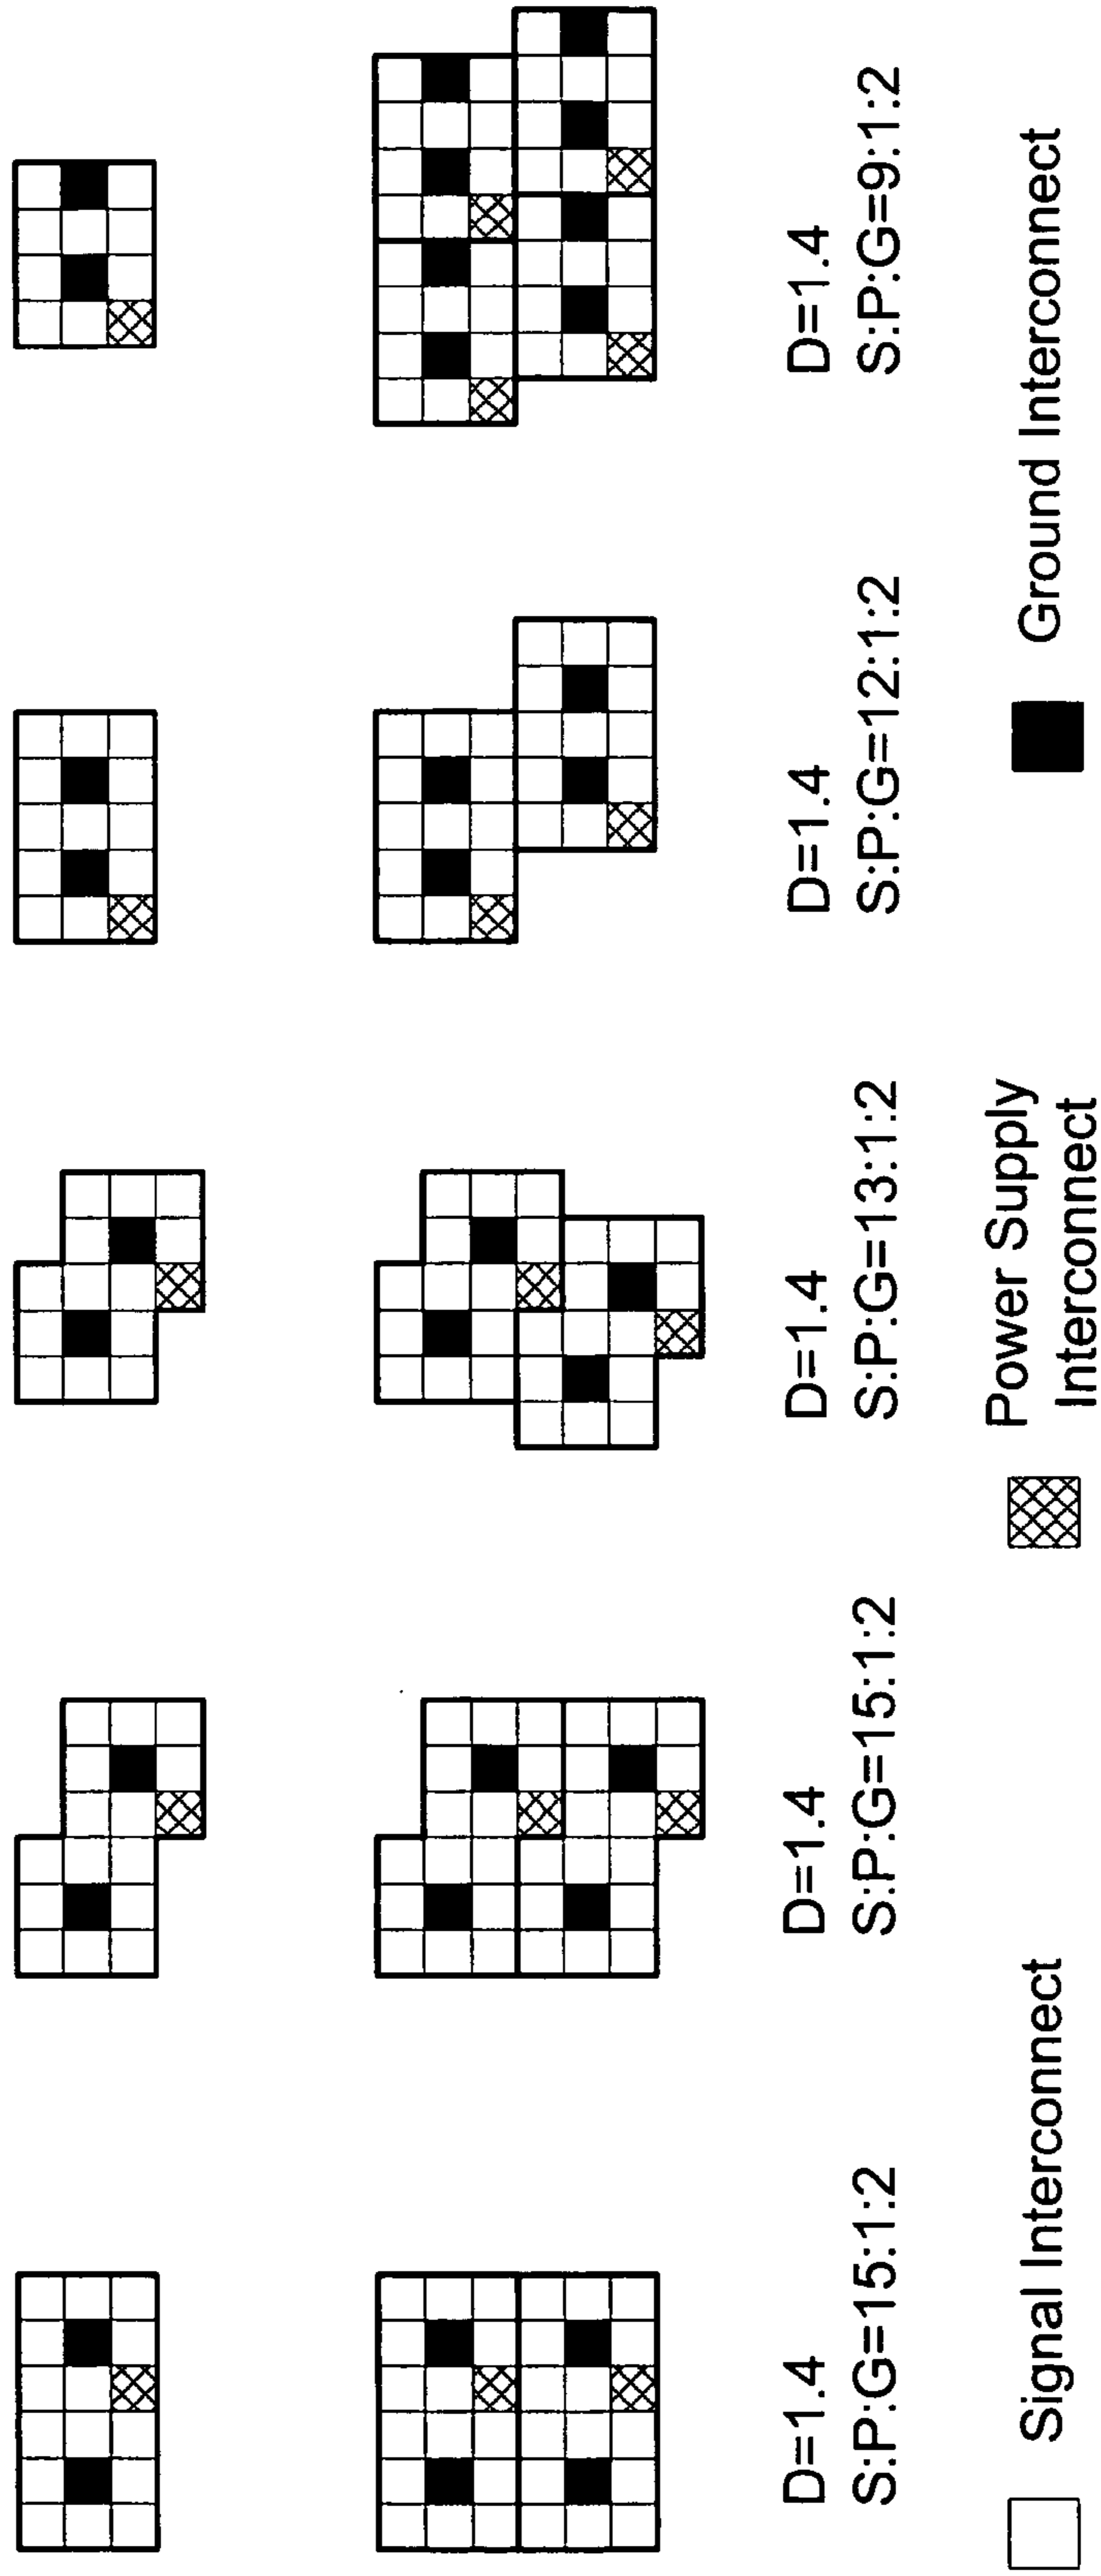 D=1.4
S:P:G=15:1:2
D=1.4
S:P:G=15:1:2
D=1.4
S:P:G=13:1:2
D=1.4
S:P:G=12:1:2
D=1.4
S:P:G=9:1:2
Signal Interconnect
Power Supply
Interconnect
Ground Interconnect